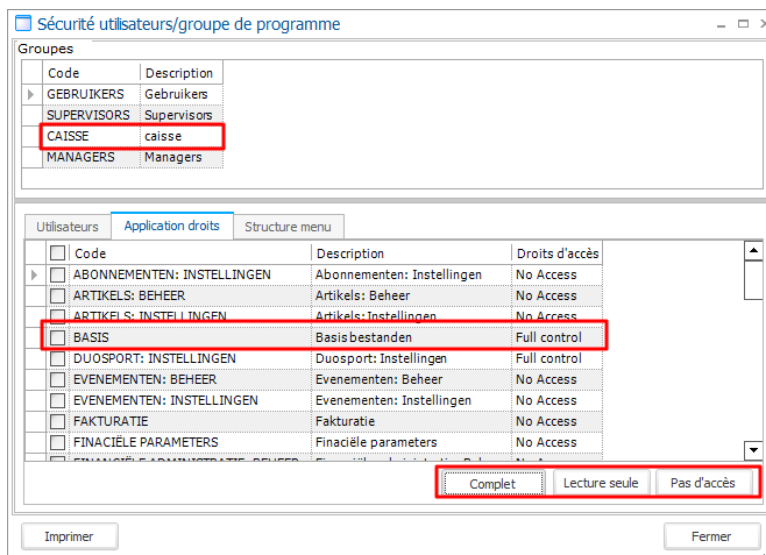 Sécurité utilisateurs/groupe de programme
Groupes
Code Description
GEBRUIKERS Gebruikers
SUPERVISORS Supervisors
CAISSE caisse
MANAGERS Managers
Utilisateurs Application droits Structure menu
Code Description Droits d'accès
ABONNEMENTEN: INSTELLINGEN Abonnementen: Instellingen No Access
ARTIKELS: BEHEER Artikels: Beheer No Access
ARTIKELS: INSTELLINGEN Artikels: Instellingen No Access
BASIS Basisbestanden Full control
DUOSPORT: INSTELLINGEN Duosport: Instellingen Full control
EVENEMENTEN: BEHEER Evenementen: Beheer No Access
EVENEMENTEN: INSTELLINGEN Evenementen: Instellingen No Access
FAKTURATIE Fakturatie No Access
FINACIËLE PARAMETERS Finaciële parameters No Access
Complet Lecture seule Pas d'accès
Imprimer Fermer